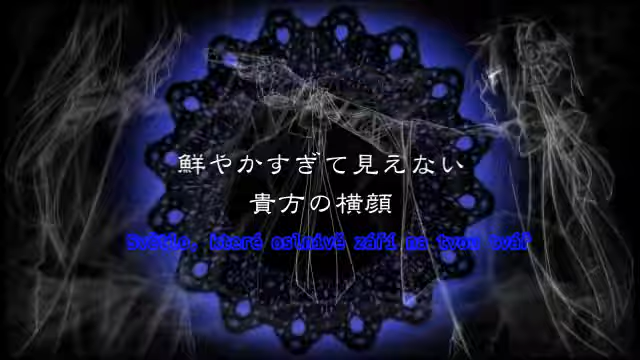 鮮やかすぎて見えない
貴方の横顔
Světlo, které oslnivě září na tvou tvář